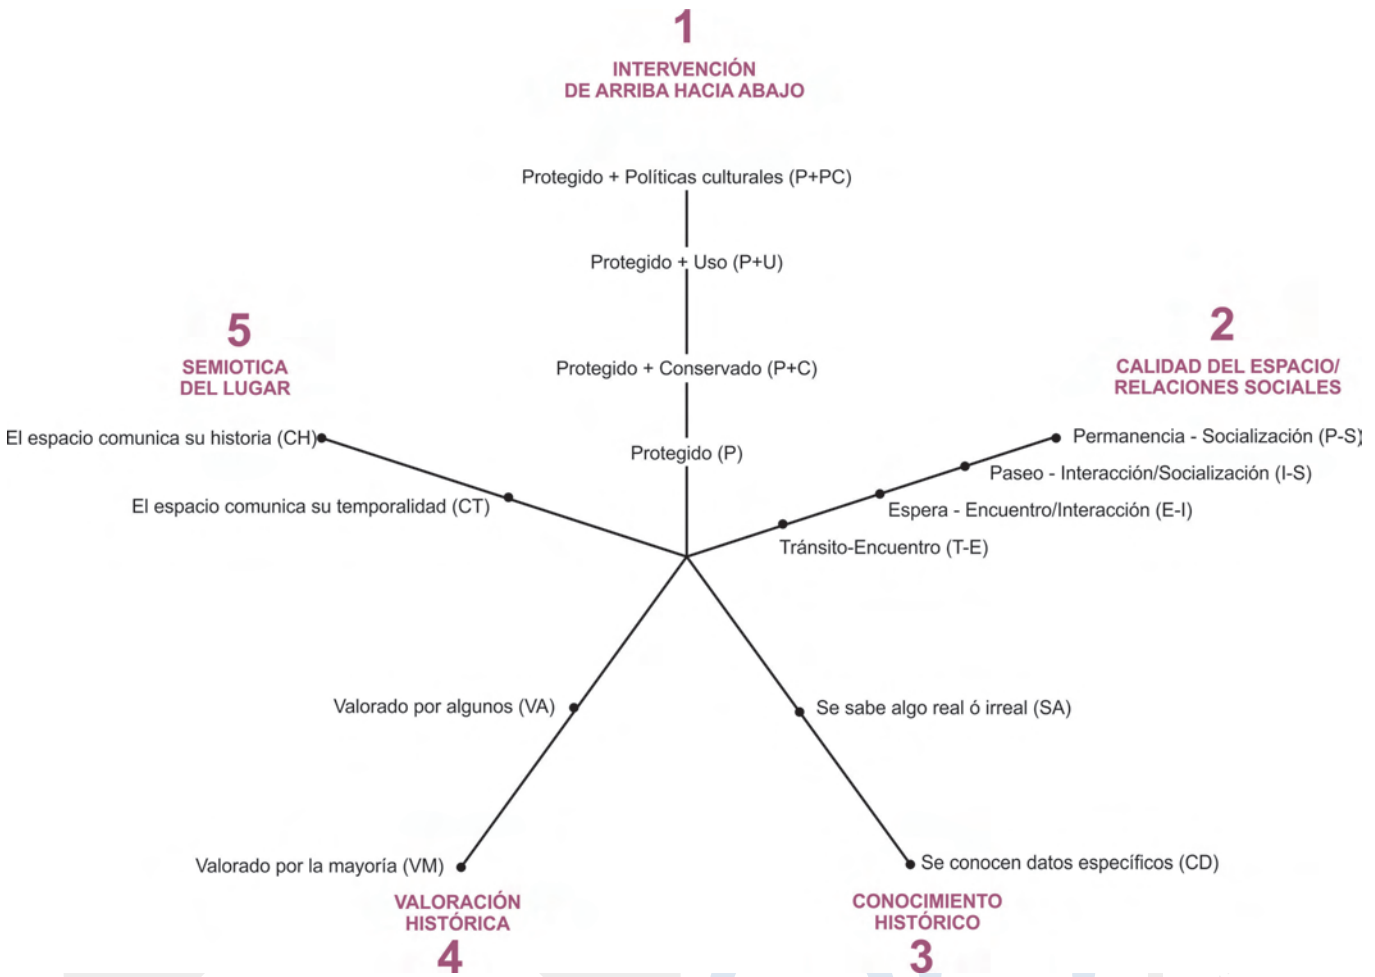 1
INTERVENCIÓN
DE ARRIBA HACIA ABAJO
Protegido + Políticas culturales (P+PC)
Protegido + Uso (P+U)
Protegido + Conservado (P+C)
Protegido (P)
5
SEMIOTICA
DEL LUGAR
El espacio comunica su historia (CH)
El espacio comunica su temporalidad (CT)
2
CALIDAD DEL ESPACIO/
RELACIONES SOCIALES
Permanencia - Socialización (P-S)
Paseo - Interacción/Socialización (I-S)
Espera - Encuentro/Interacción (E-I)
Tránsito-Encuentro (T-E)
Valorado por algunos (VA)
Valorado por la mayoría (VM)
VALORACIÓN
HISTÓRICA
4
Se sabe algo real ó irreal (SA)
Se conocen datos específicos (CD)
CONOCIMIENTO
HISTÓRICO
3